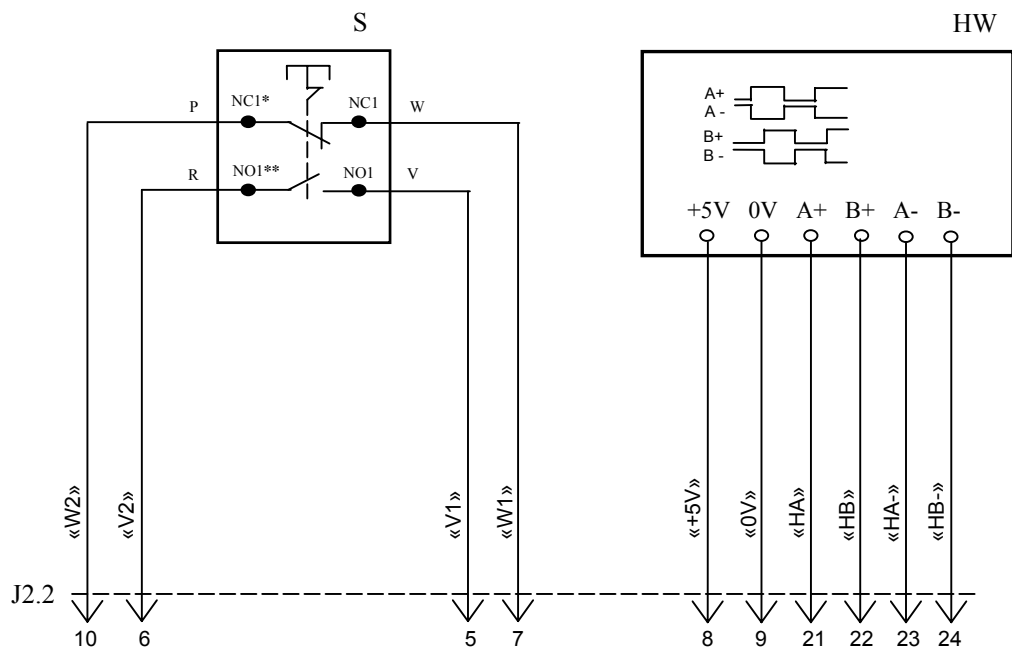 S HW
P NC1* NC1 W
R NO1** NO1 V
A+
A -
B+
B -
+5V 0V A+ B+ A- B-
«W2» «V2» «V1» «W1» «+5V» «0V» «HA» «HB» «HA-» «HB-»
J2.2
10 6 5 7 8 9 21 22 23 24